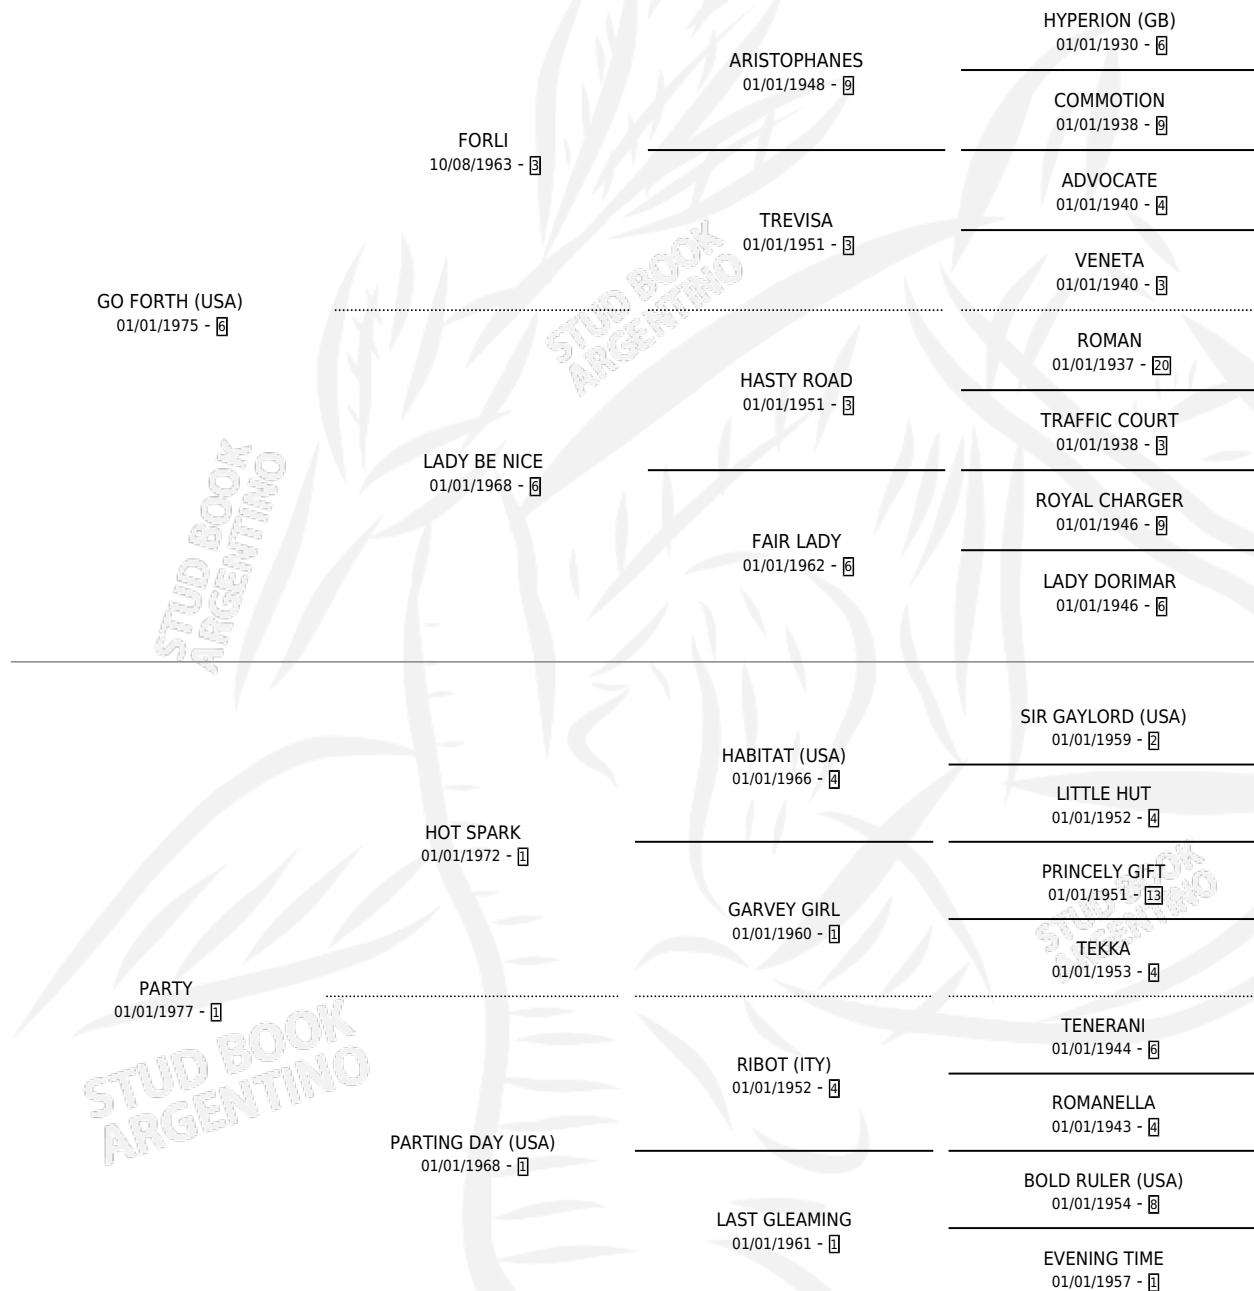 HYPERION (GB)
01/01/1930 - 6
ARISTOPHANES
01/01/1948 - 9
COMMOTION
01/01/1938 - 9
FORLI
10/08/1963 - 3
ADVOCATE
01/01/1940 - 4
TREVISA
01/01/1951 - 3
VENETA
01/01/1940 - 3
GO FORTH (USA)
01/01/1975 - 6
ROMAN
01/01/1937 - 20
HASTY ROAD
01/01/1951 - 3
TRAFFIC COURT
01/01/1938 - 3
LADY BE NICE
01/01/1968 - 6
ROYAL CHARGER
01/01/1946 - 9
FAIR LADY
01/01/1962 - 6
LADY DORIMAR
01/01/1946 - 6
STUD BOOK
ARGENTINO
STUD BOOK
ARGENTINO
SIR GAYLORD (USA)
01/01/1959 - 2
HABITAT (USA)
01/01/1966 - 4
LITTLE HUT
01/01/1952 - 4
HOT SPARK
01/01/1972 - 1
PRINCELY GIFT
01/01/1951 - 13
GARVEY GIRL
01/01/1960 - 1
TEKKA
01/01/1953 - 4
STUD BOOK
ARGENTINO
PARTY
01/01/1977 - 1
TENERANI
01/01/1944 - 6
RIBOT (ITY)
01/01/1952 - 4
ROMANELLA
01/01/1943 - 4
STUD BOOK
ARGENTINO
PARTING DAY (USA)
01/01/1968 - 1
BOLD RULER (USA)
01/01/1954 - 8
LAST GLEAMING
01/01/1961 - 1
EVENING TIME
01/01/1957 - 1